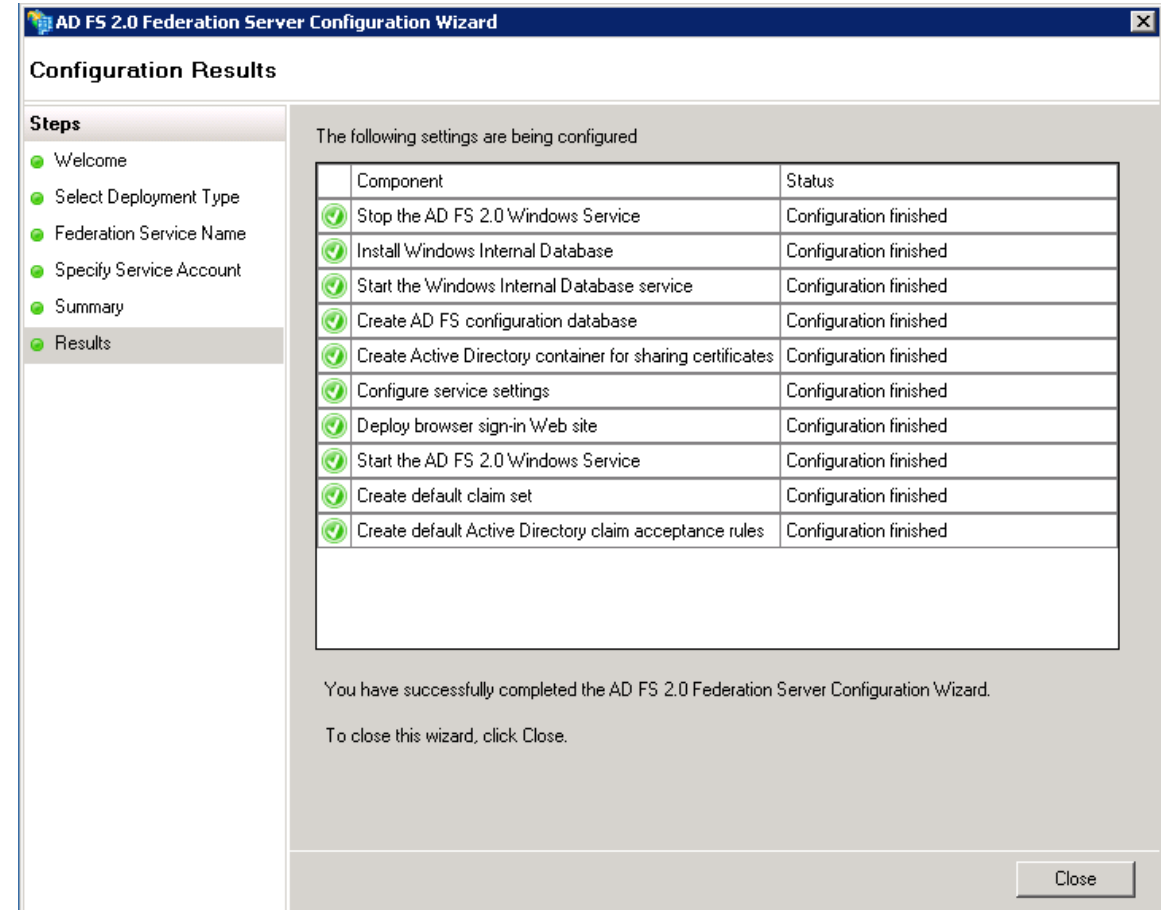 AD FS 2.0 Federation Server Configuration Wizard
Configuration Results
Steps
Welcome
Select Deployment Type
Federation Service Name
Specify Service Account
Summary
Results
The following settings are being configured
Component Status
Stop the AD FS 2.0 Windows Service Configuration finished
Install Windows Internal Database Configuration finished
Start the Windows Internal Database service Configuration finished
Create AD FS configuration database Configuration finished
Create Active Directory container for sharing certificates Configuration finished
Configure service settings Configuration finished
Deploy browser sign-in Web site Configuration finished
Start the AD FS 2.0 Windows Service Configuration finished
Create default claim set Configuration finished
Create default Active Directory claim acceptance rules Configuration finished
You have successfully completed the AD FS 2.0 Federation Server Configuration Wizard.
To close this wizard, click Close.
Close